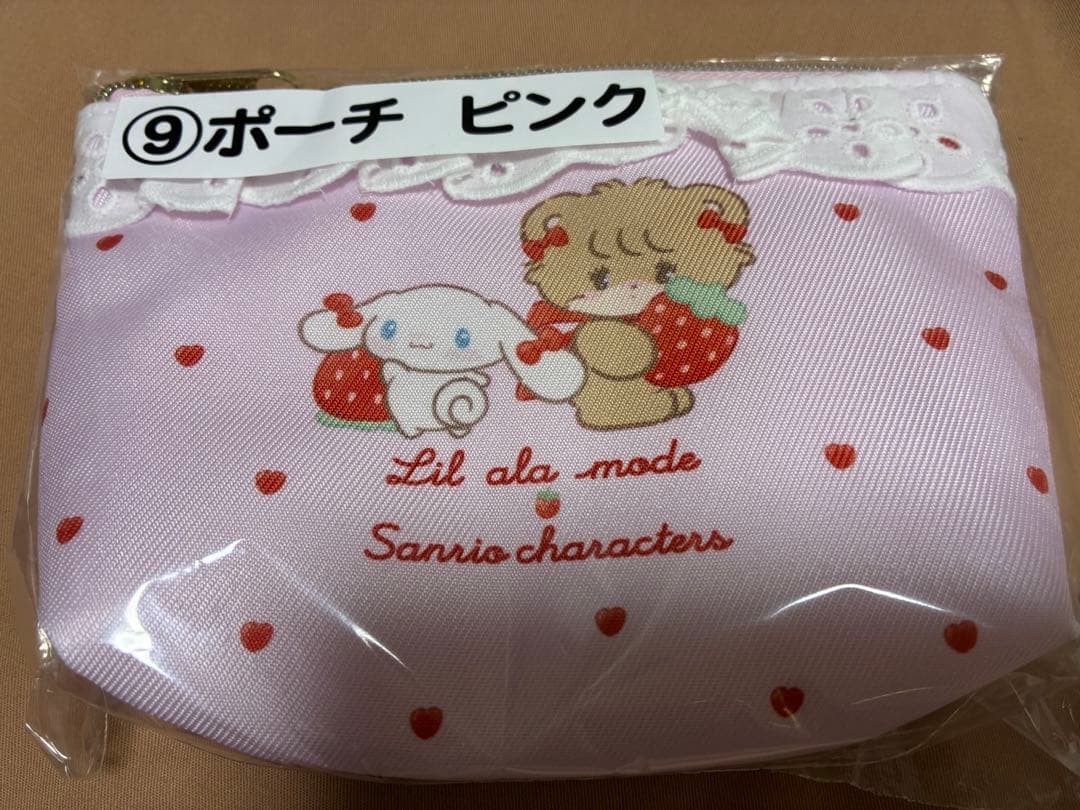 ⑨ポーチ ピンク
Lil ala mode
Sanrio characters